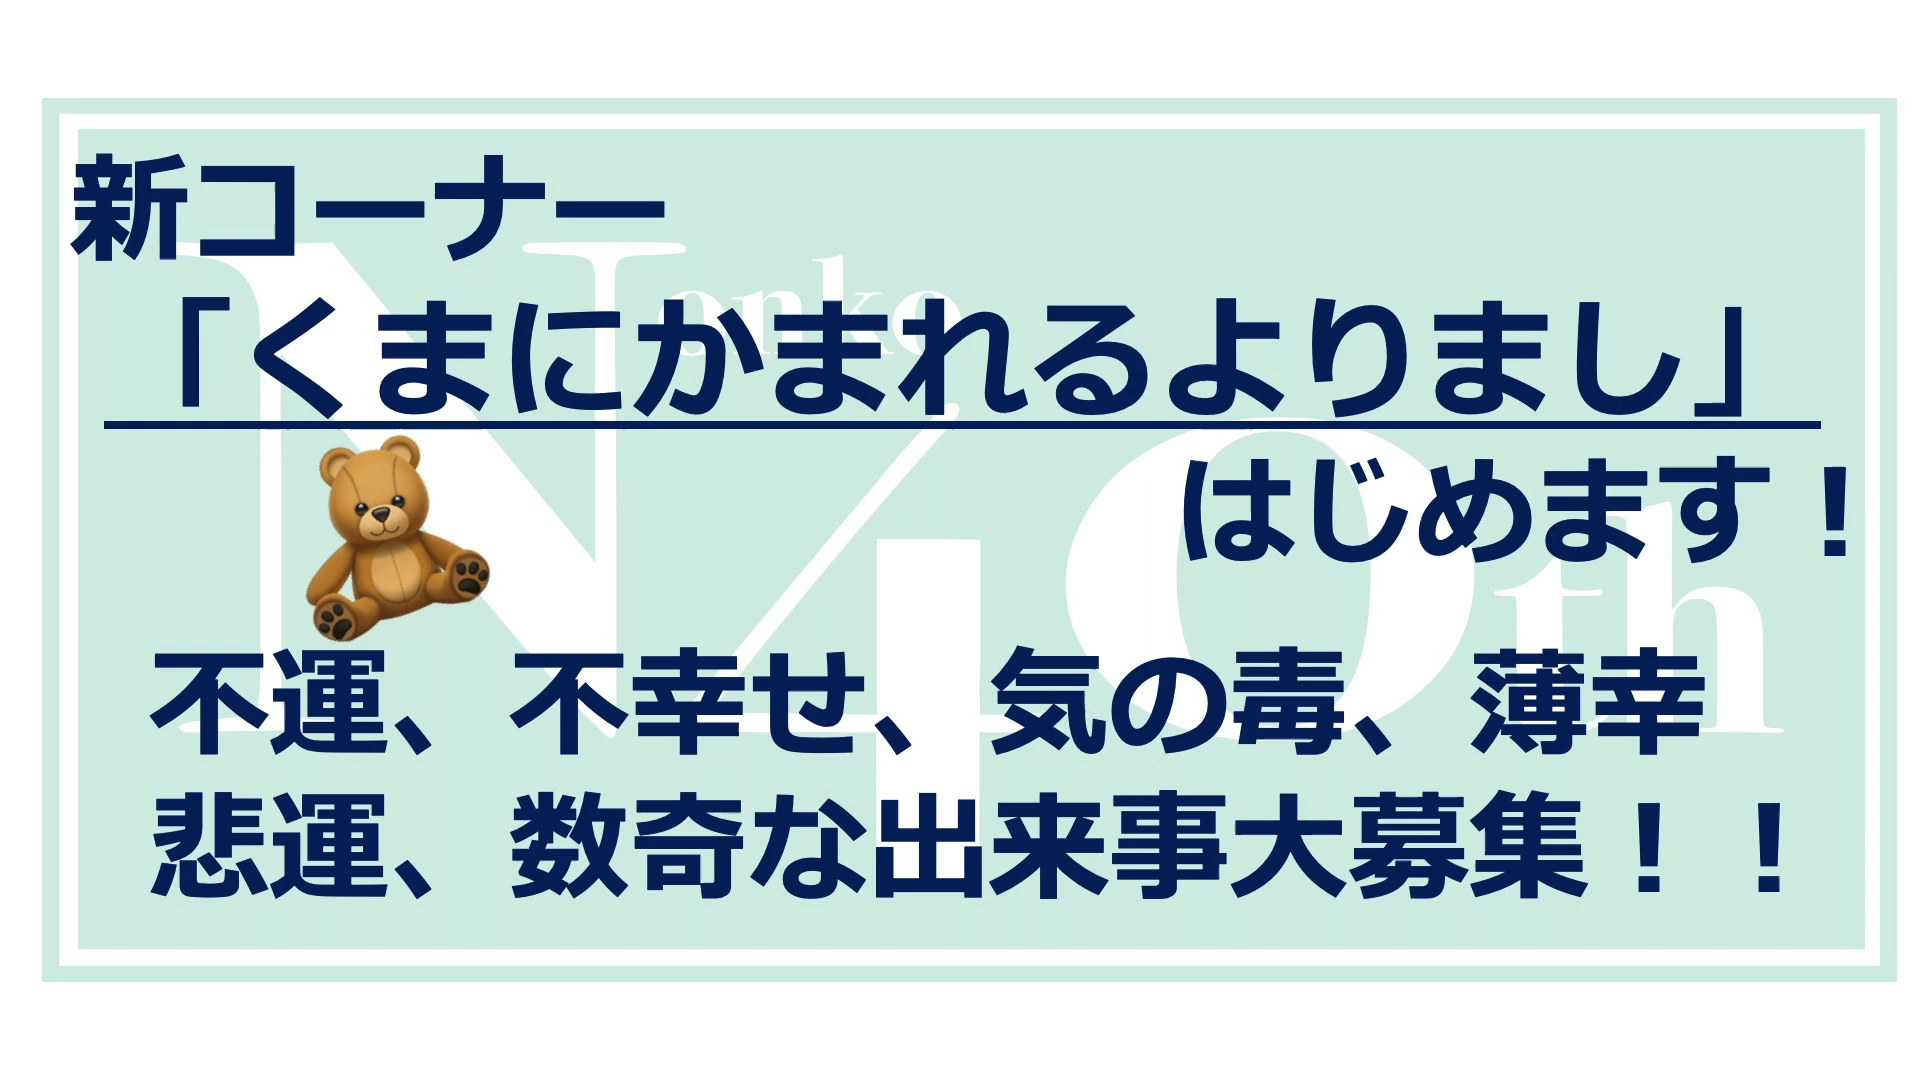 新コーナー
「くまにかまれるよりまし」
はじめます！
不運、不幸せ、気の毒、薄幸
悲運、数奇な出来事大募集！！
Nonko
40th